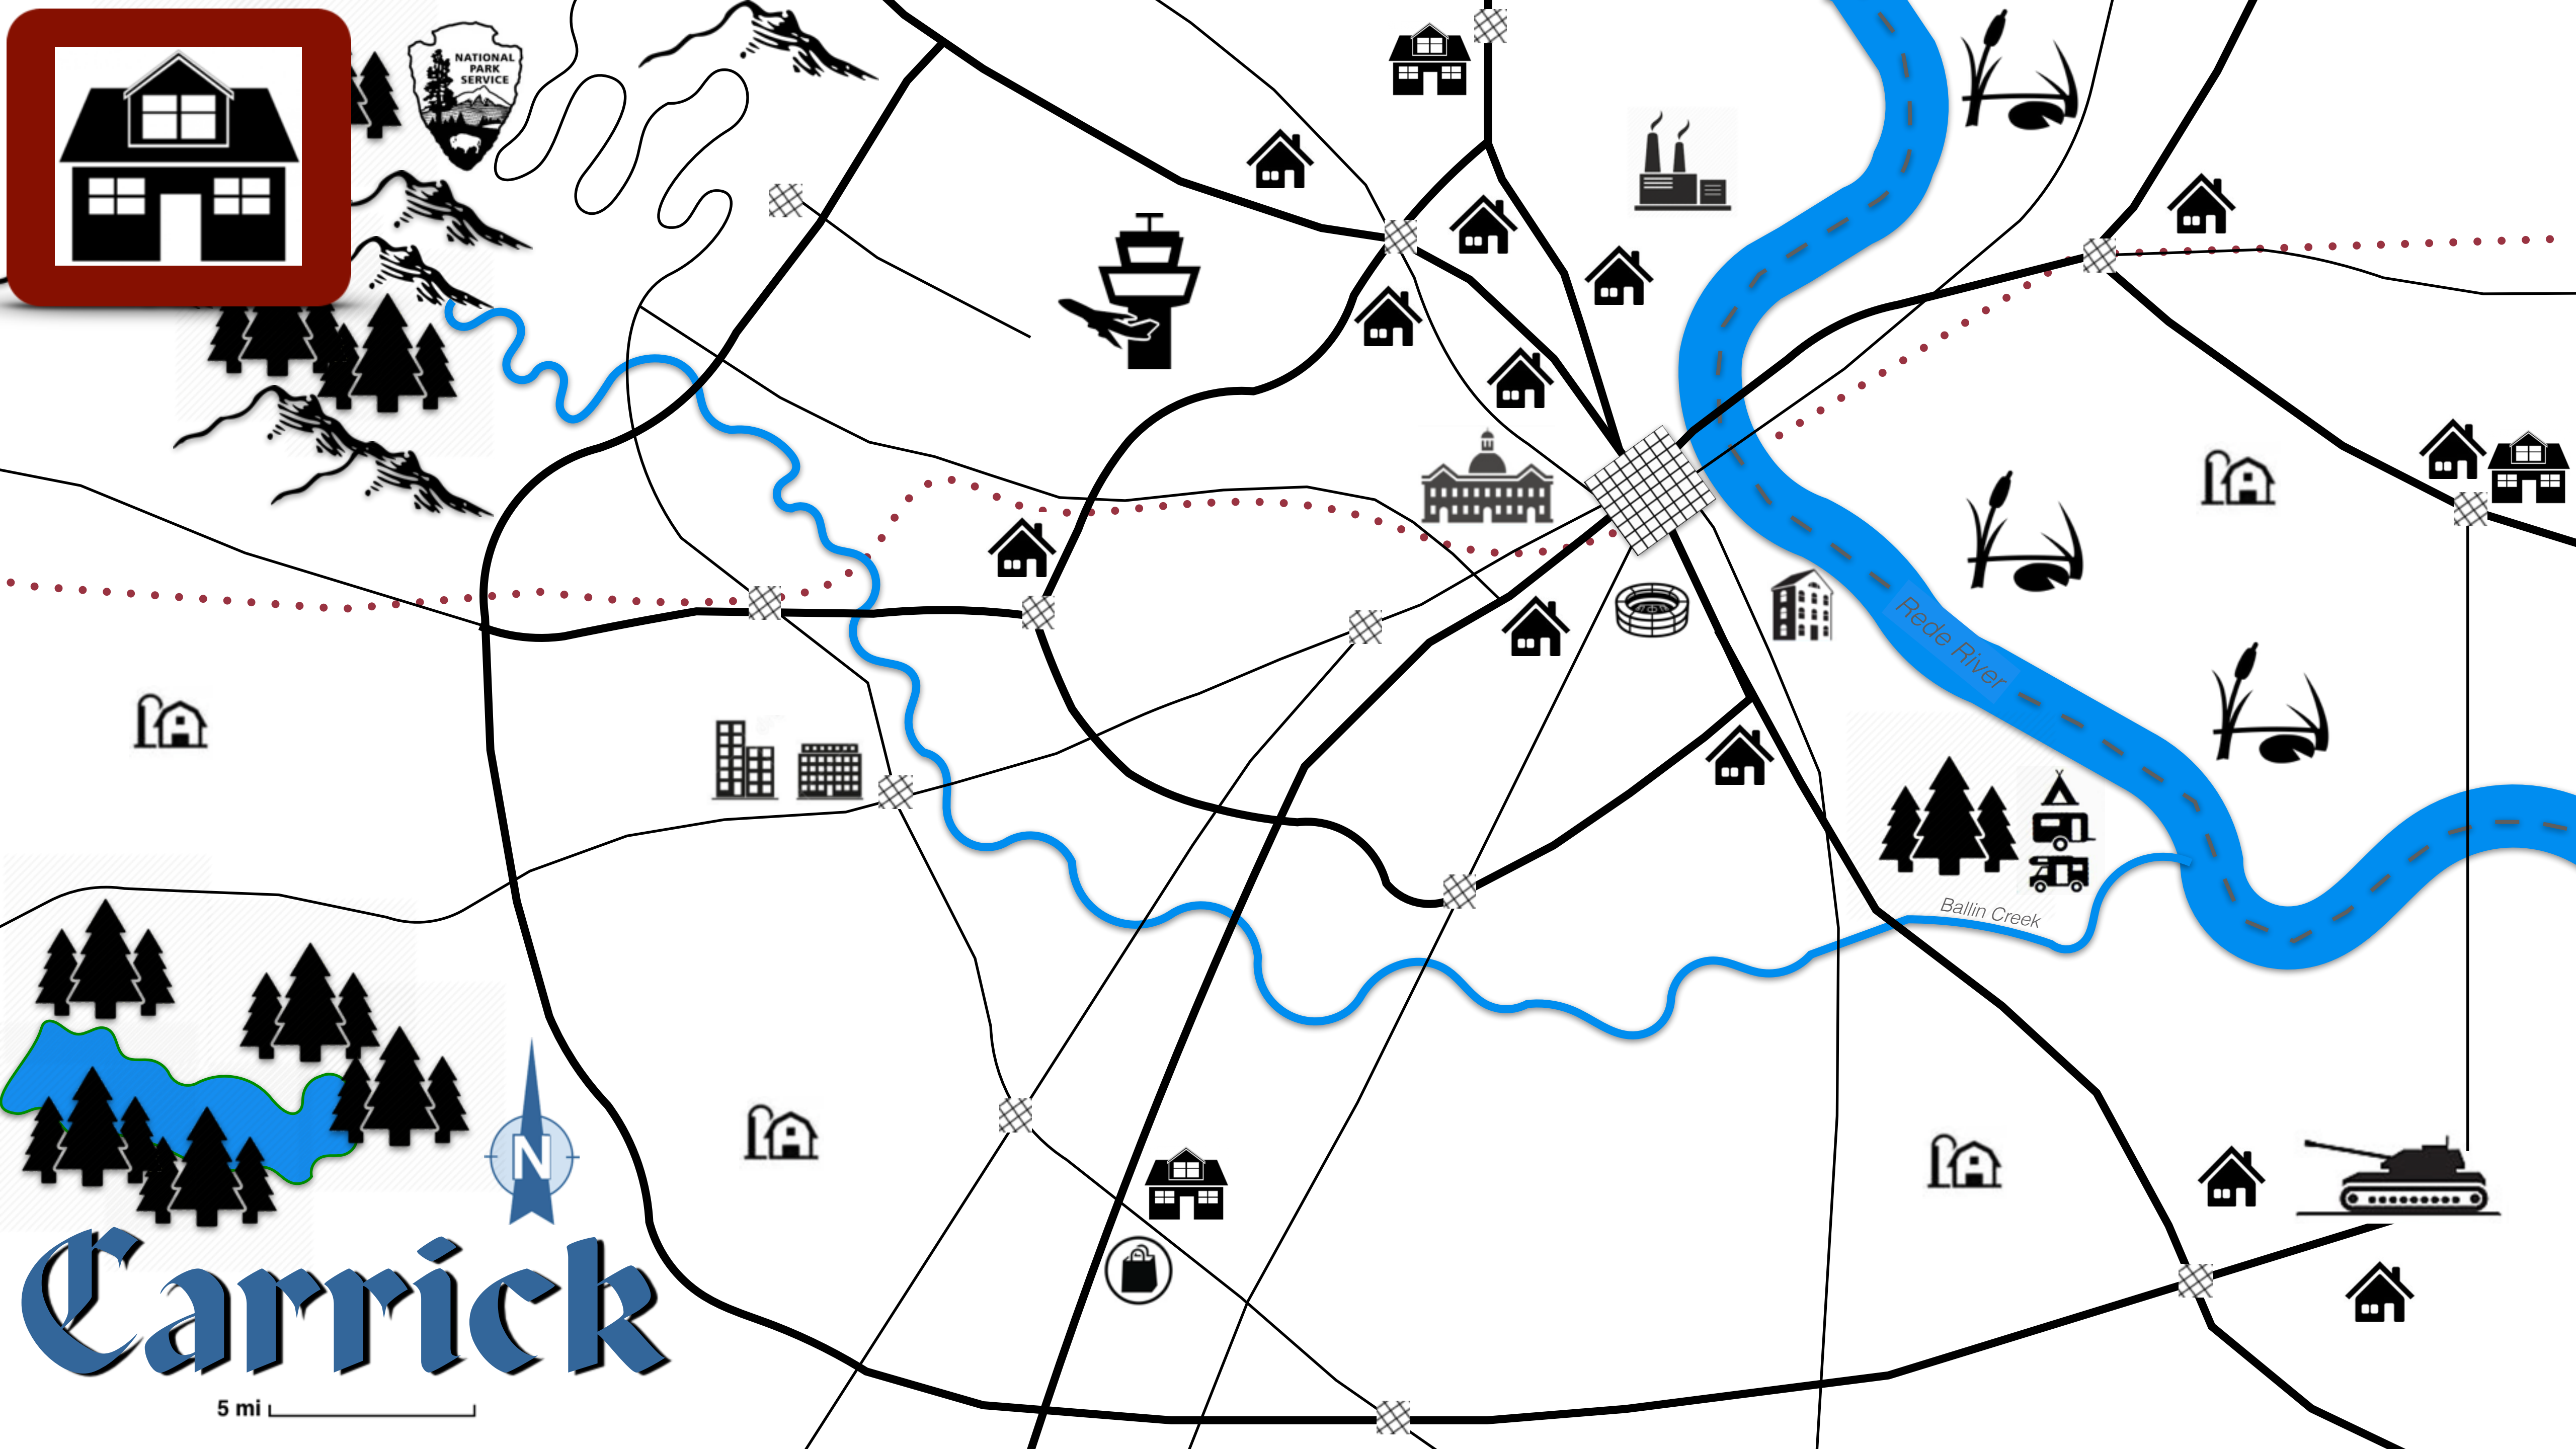 NATIONAL
PARK
SERVICE
Rede River
Ballin Creek
N
Carrick
5 mi